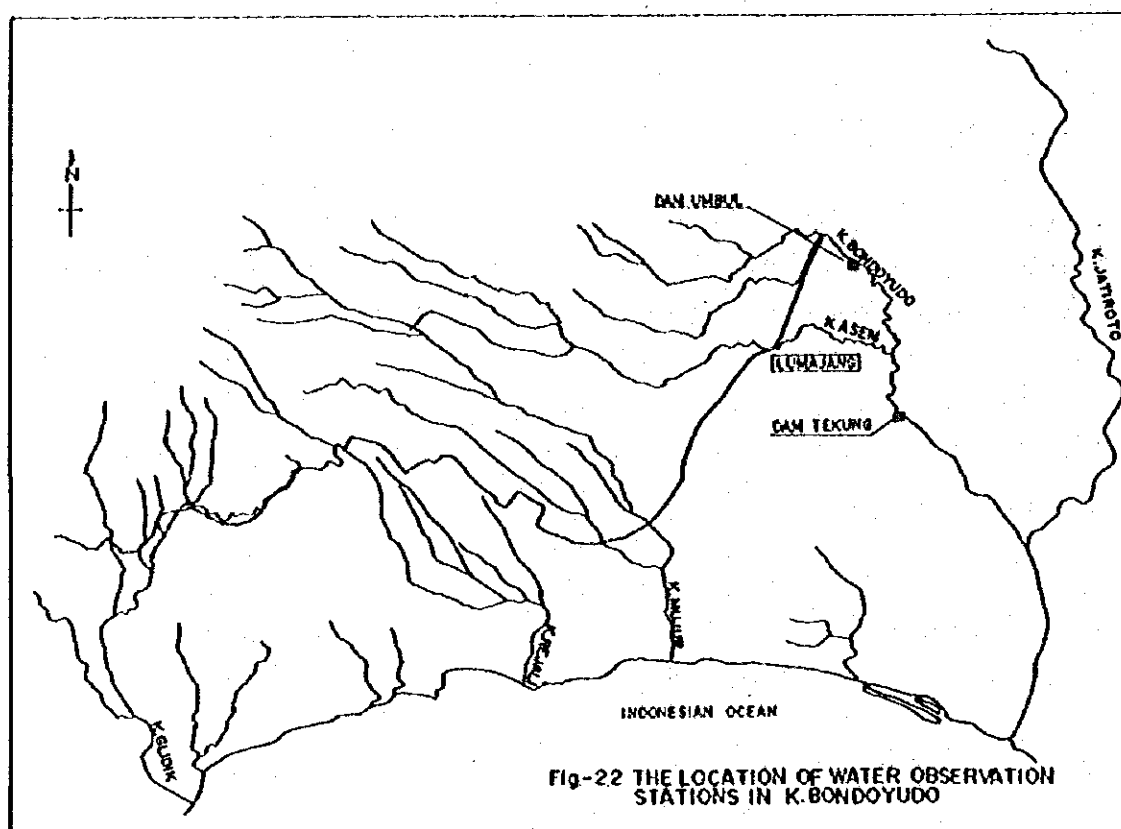 N
DAM UMBUL
K.BONDOYUDO
K.JATIROTO
K.ASEM
LUMAJANG
DAM TEKUNG
K.MUJUR
K.REJALI
K.GLIDIK
INDONESIAN OCEAN
Fig.-22 THE LOCATION OF WATER OBSERVATION
STATIONS IN K.BONDOYUDO